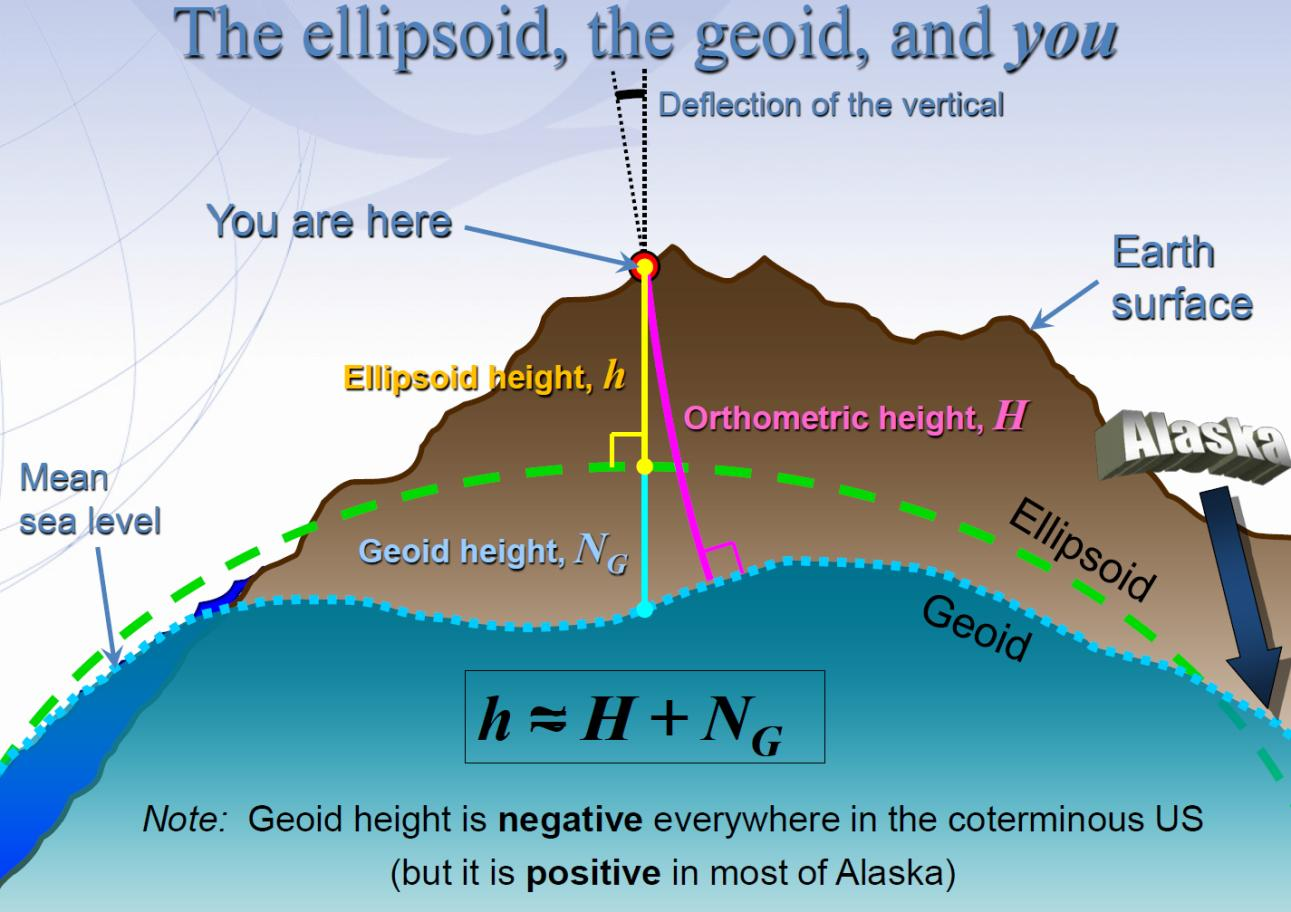 The ellipsoid, the geoid, and you
Deflection of the vertical
You are here
Earth
surface
Ellipsoid height, h
Orthometric height, H
Alaska
Mean
sea level
Ellipsoid
Geoid height, N_G
Geoid
h ≈ H + N_G
Note: Geoid height is negative everywhere in the coterminous US
(but it is positive in most of Alaska)